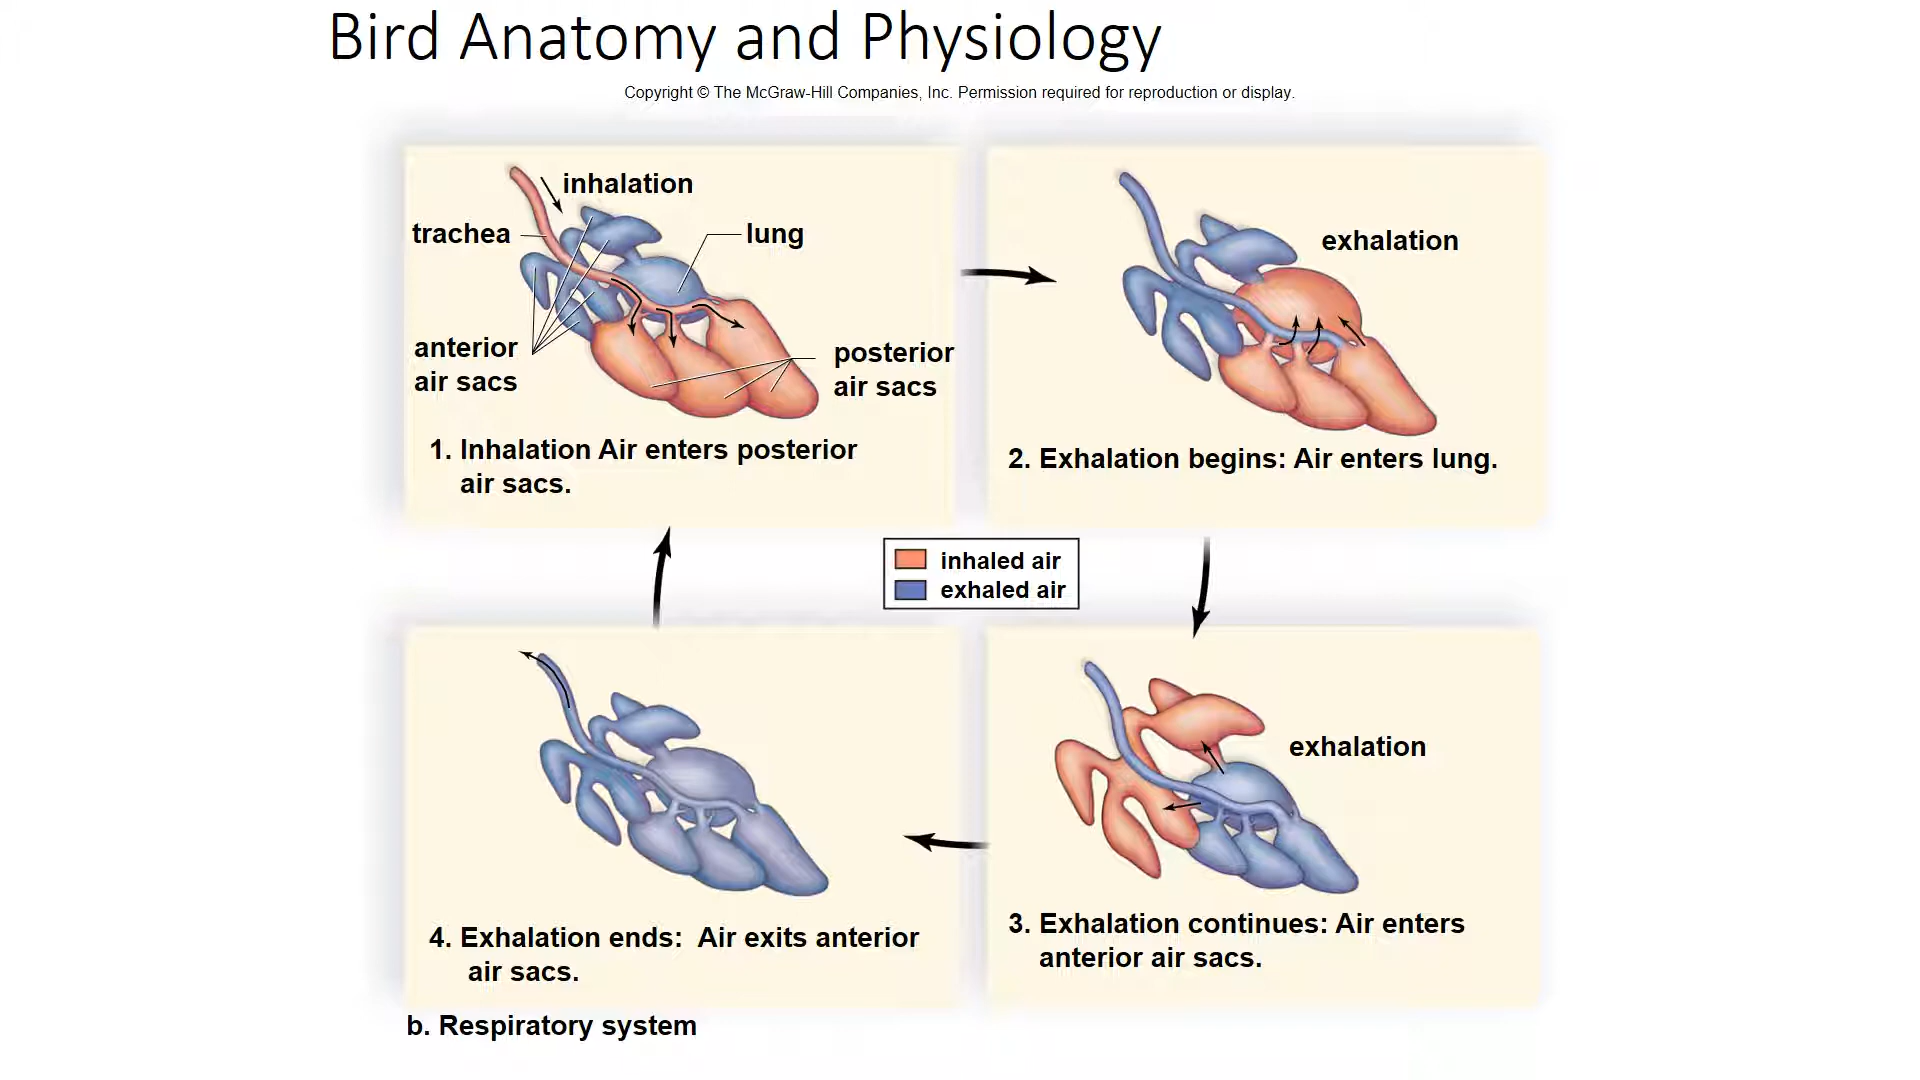 Bird Anatomy and Physiology
Copyright © The McGraw-Hill Companies, Inc. Permission required for reproduction or display.
inhalation
trachea
lung
anterior
air sacs
posterior
air sacs
1. Inhalation Air enters posterior
air sacs.
exhalation
2. Exhalation begins: Air enters lung.
inhaled air
exhaled air
exhalation
3. Exhalation continues: Air enters
anterior air sacs.
4. Exhalation ends: Air exits anterior
air sacs.
b. Respiratory system